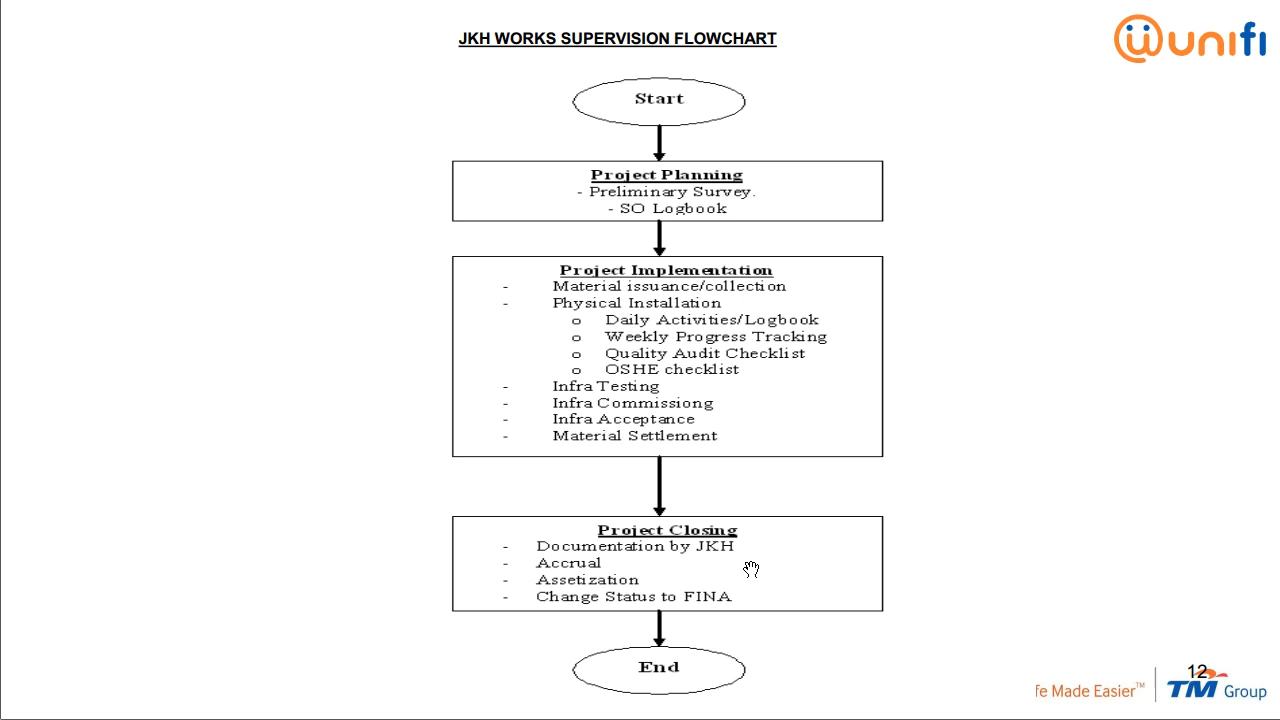 JKH WORKS SUPERVISION FLOWCHART
unifi
Start
Project Planning
- Preliminary Survey.
- SO Logbook
Project Implementation
- Material issuance/collection
- Physical Installation
o Daily Activities/Logbook
o Weekly Progress Tracking
o Quality Audit Checklist
o OSHE checklist
- Infra Testing
- Infra Commissiong
- Infra Acceptance
- Material Settlement
Project Closing
- Documentation by JKH
- Accrual
- Assetization
- Change Status to FINA
End
12
fe Made Easier™
TM Group